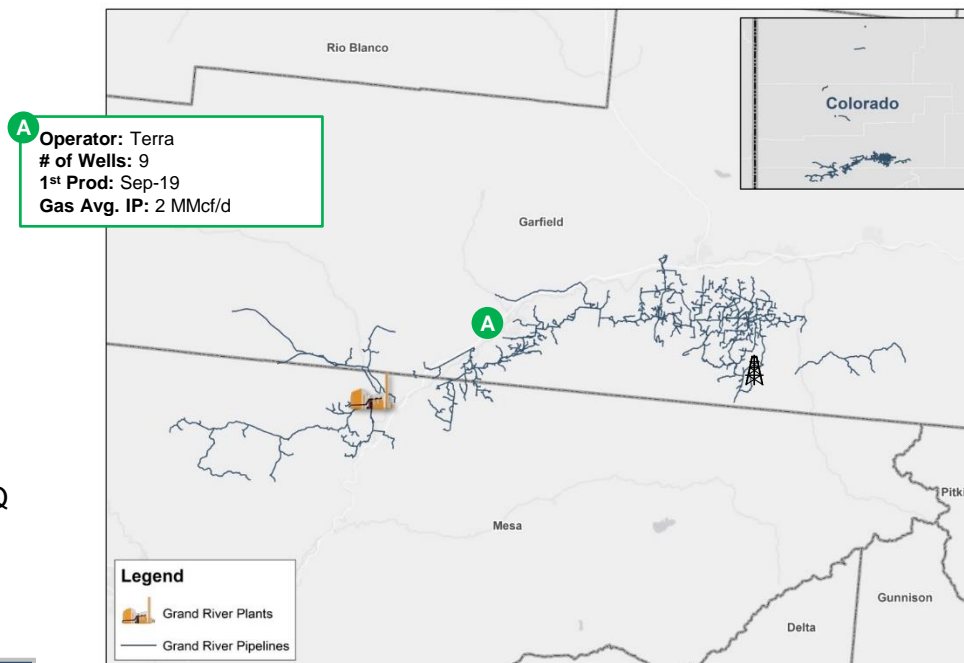 Rio Blanco
Colorado
A
Operator: Terra
# of Wells: 9
1st Prod: Sep-19
Gas Avg. IP: 2 MMcf/d
Garfield
A
Q
Pitki
Mesa
Gunnison
Delta
Legend
Grand River Plants
Grand River Pipelines